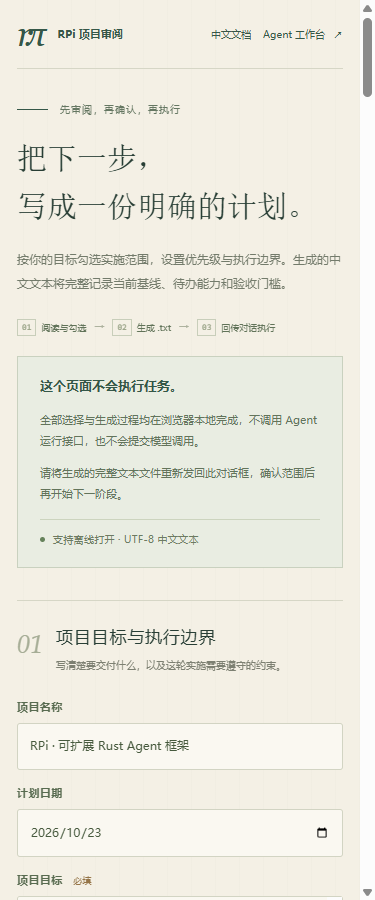 rπ RPi 项目审阅 中文文档 Agent 工作台 ↗
先审阅，再确认，再执行
把下一步，
写成一份明确的计划。
按你的目标勾选实施范围，设置优先级与执行边界。生成的中
文文本将完整记录当前基线、待办能力和验收门槛。
01 阅读与勾选 → 02 生成 .txt → 03 回传对话执行
这个页面不会执行任务。
全部选择与生成过程均在浏览器本地完成，不调用 Agent
运行接口，也不会提交模型调用。
请将生成的完整文本文件重新发回此对话框，确认范围后
再开始下一阶段。
支持离线打开 · UTF-8 中文文本
01 项目目标与执行边界
写清楚要交付什么，以及这轮实施需要遵守的约束。
项目名称
RPi · 可扩展 Rust Agent 框架
计划日期
2026/10/23
项目目标 必填